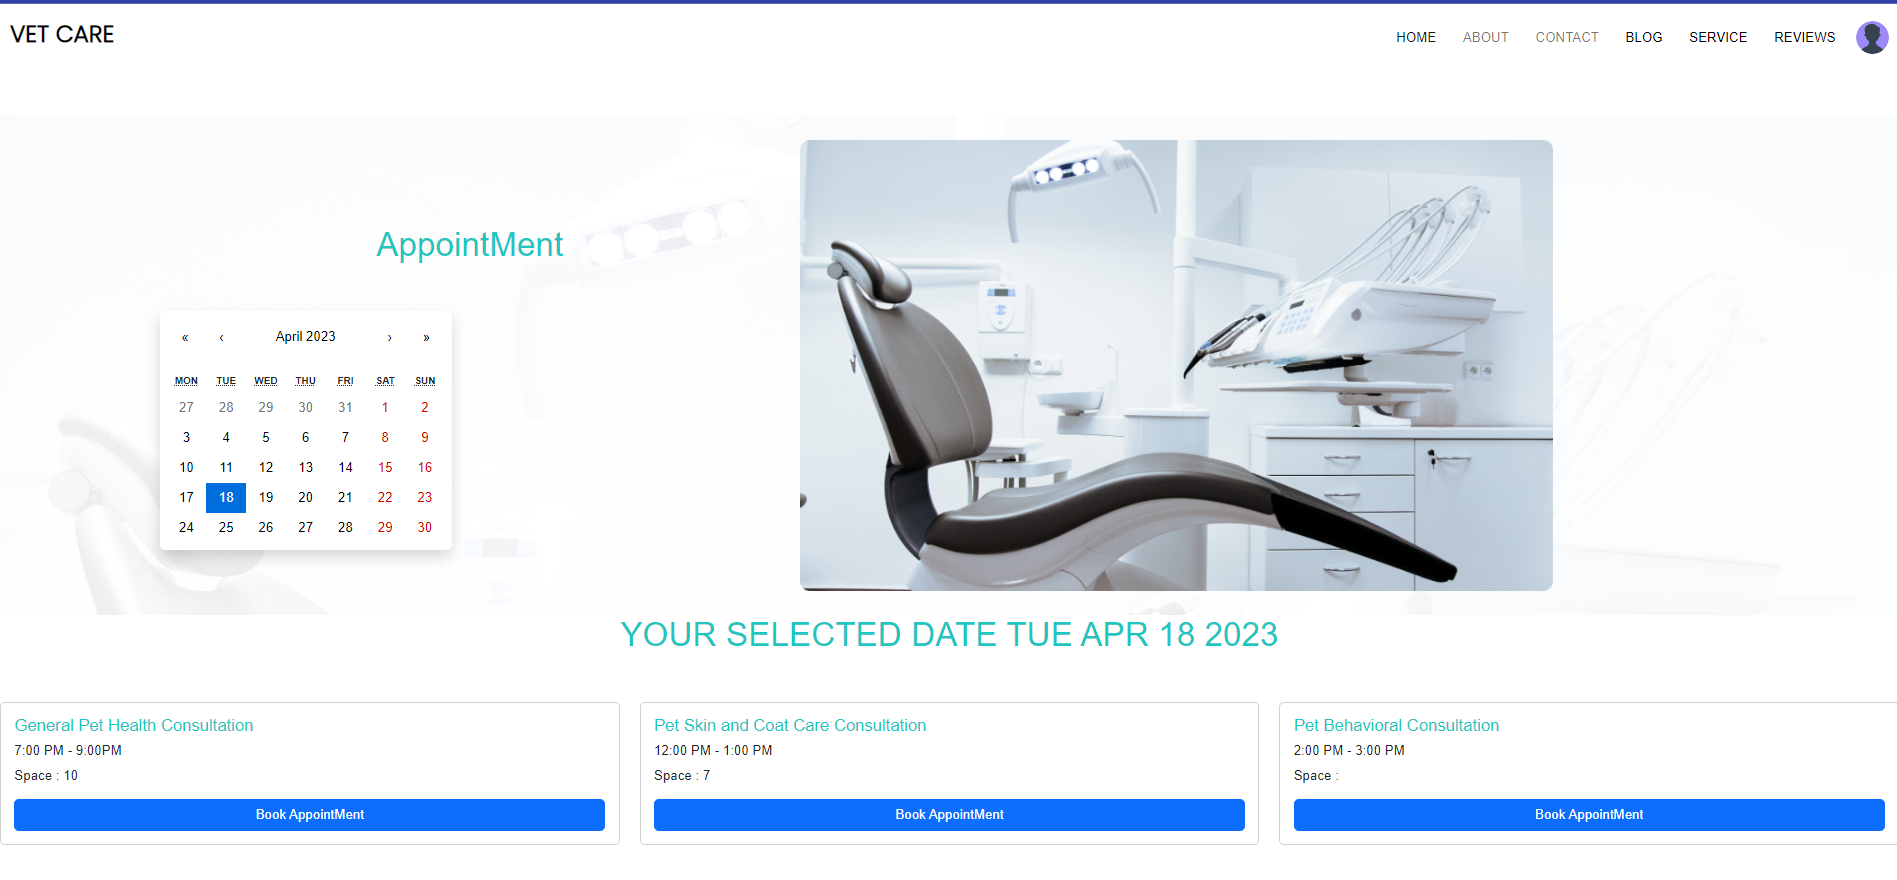 VET CARE
HOME ABOUT CONTACT BLOG SERVICE REVIEWS
AppointMent
« ‹ April 2023 › »
MON TUE WED THU FRI SAT SUN
27 28 29 30 31 1 2
3 4 5 6 7 8 9
10 11 12 13 14 15 16
17 18 19 20 21 22 23
24 25 26 27 28 29 30
YOUR SELECTED DATE TUE APR 18 2023
General Pet Health Consultation
7:00 PM - 9:00PM
Space : 10
Book AppointMent
Pet Skin and Coat Care Consultation
12:00 PM - 1:00 PM
Space : 7
Book AppointMent
Pet Behavioral Consultation
2:00 PM - 3:00 PM
Space :
Book AppointMent